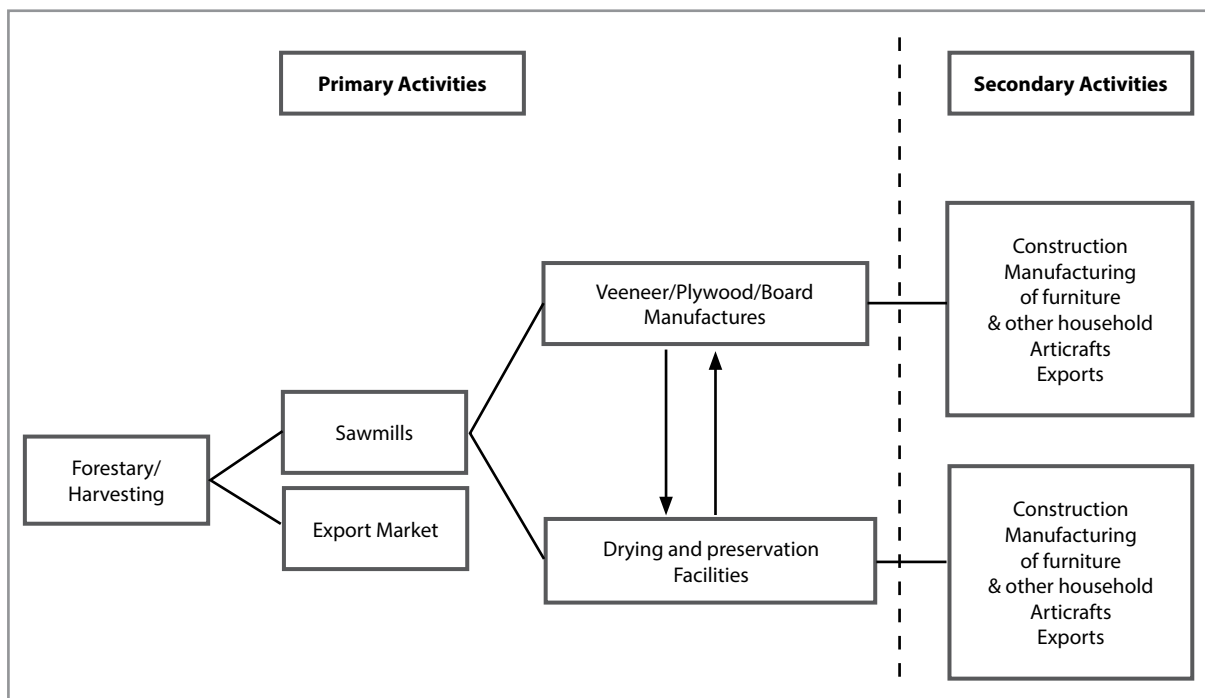 Primary Activities
Secondary Activities
Veeneer/Plywood/Board
Manufactures
Construction
Manufacturing
of furniture
& other household
Articrafts
Exports
Sawmills
Forestary/
Harvesting
Export Market
Drying and preservation
Facilities
Construction
Manufacturing
of furniture
& other household
Articrafts
Exports